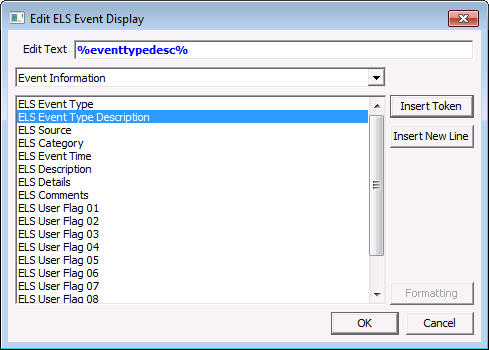 Edit ELS Event Display
Edit Text %eventtypedesc%
Event Information
ELS Event Type
ELS Event Type Description
ELS Source
ELS Category
ELS Event Time
ELS Description
ELS Details
ELS Comments
ELS User Flag 01
ELS User Flag 02
ELS User Flag 03
ELS User Flag 04
ELS User Flag 05
ELS User Flag 06
ELS User Flag 07
ELS User Flag 08
Insert Token
Insert New Line
Formatting
OK Cancel